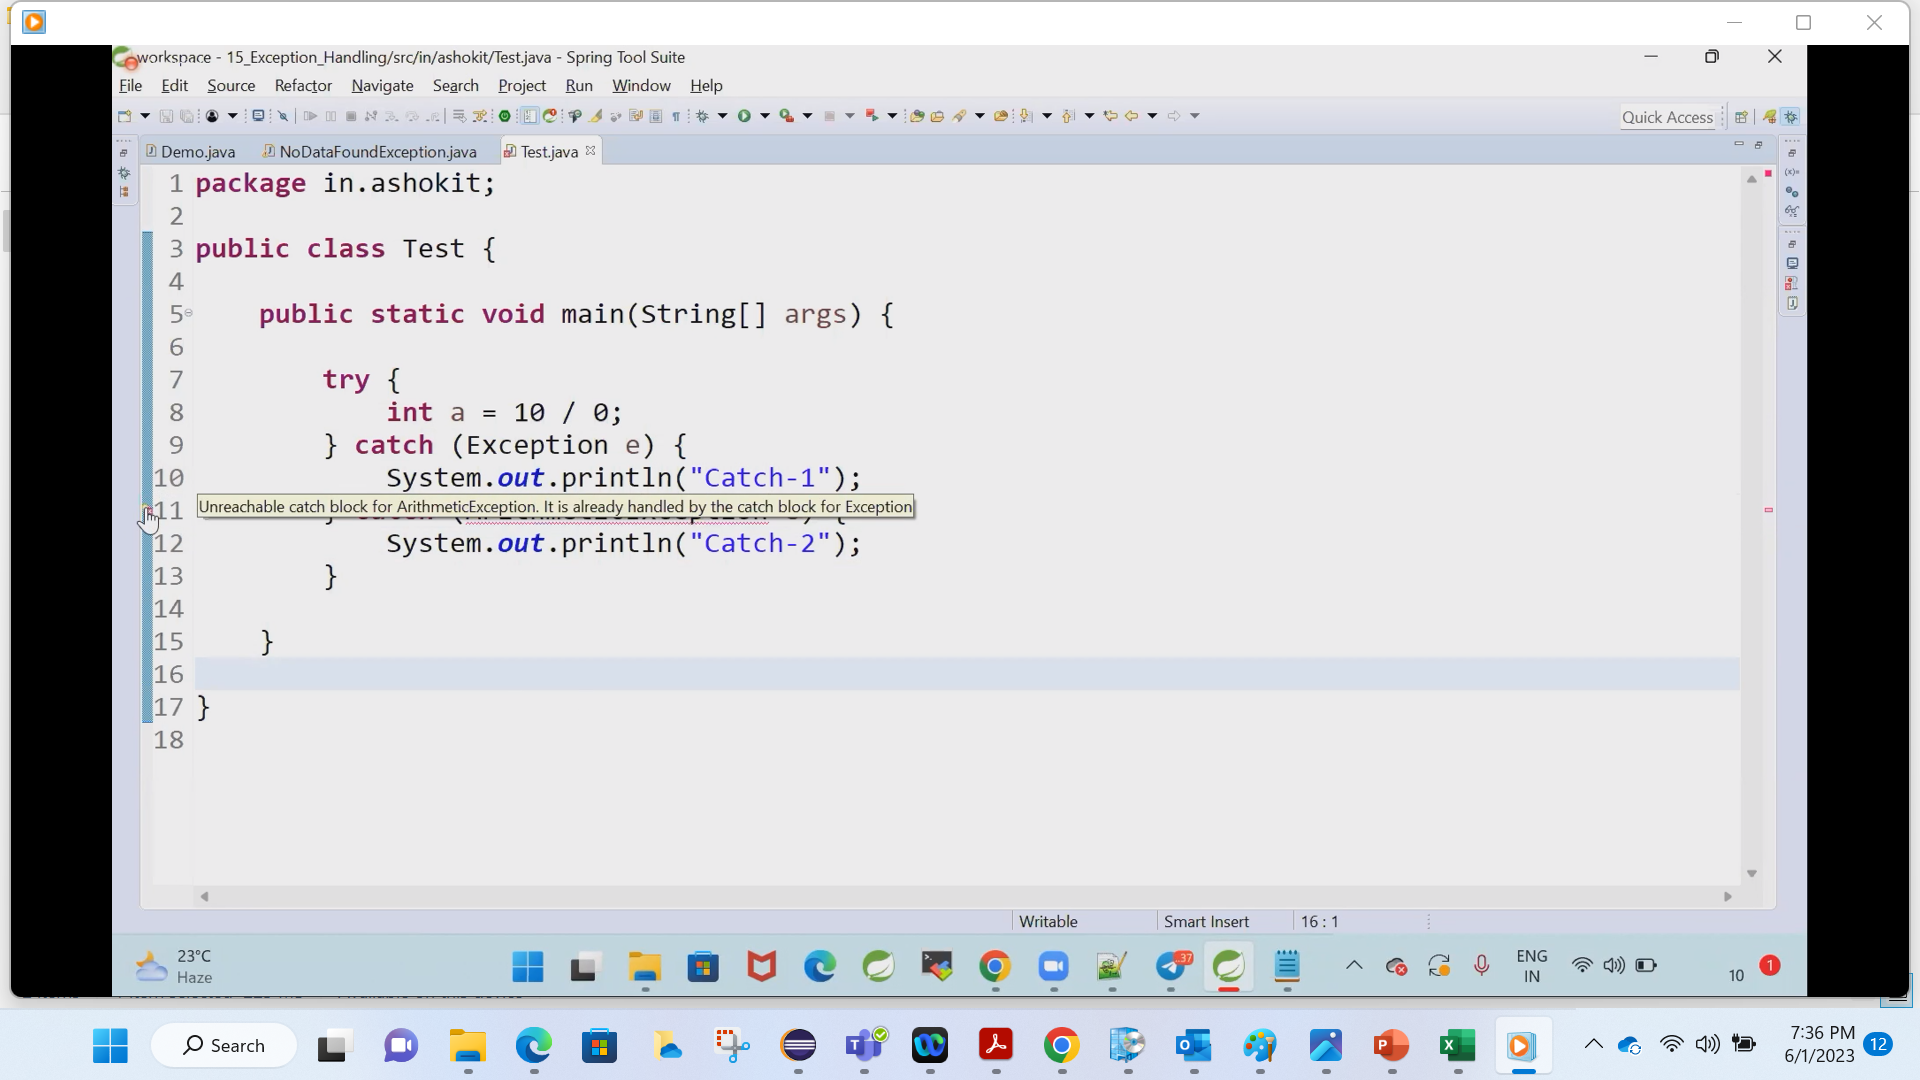 workspace - 15_Exception_Handling/src/in/ashokit/Test.java - Spring Tool Suite
File Edit Source Refactor Navigate Search Project Run Window Help
Quick Access
Demo.java NoDataFoundException.java Test.java
1 package in.ashokit;
2
3 public class Test {
4
5 public static void main(String[] args) {
6
7 try {
8 int a = 10 / 0;
9 } catch (Exception e) {
10 System.out.println("Catch-1");
Unreachable catch block for ArithmeticException. It is already handled by the catch block for Exception
11
12 System.out.println("Catch-2");
13 }
14
15 }
16
17 }
18
Writable Smart Insert 16 : 1
23°C
Haze
37
ENG
IN
10 1
Search
7:36 PM
6/1/2023
12